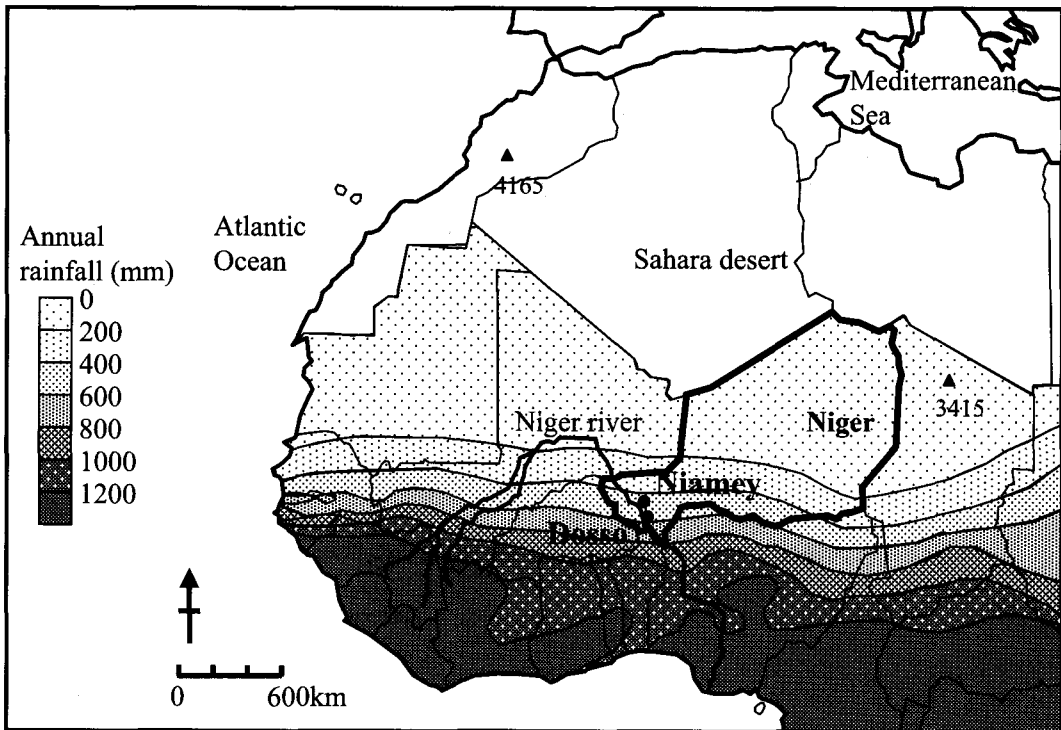 Mediterranean
Sea
4165
Atlantic
Ocean
Annual
rainfall (mm)
0
200
400
600
800
1000
1200
Sahara desert
3415
Niger river
Niger
Niamey
Dosso
0
600km